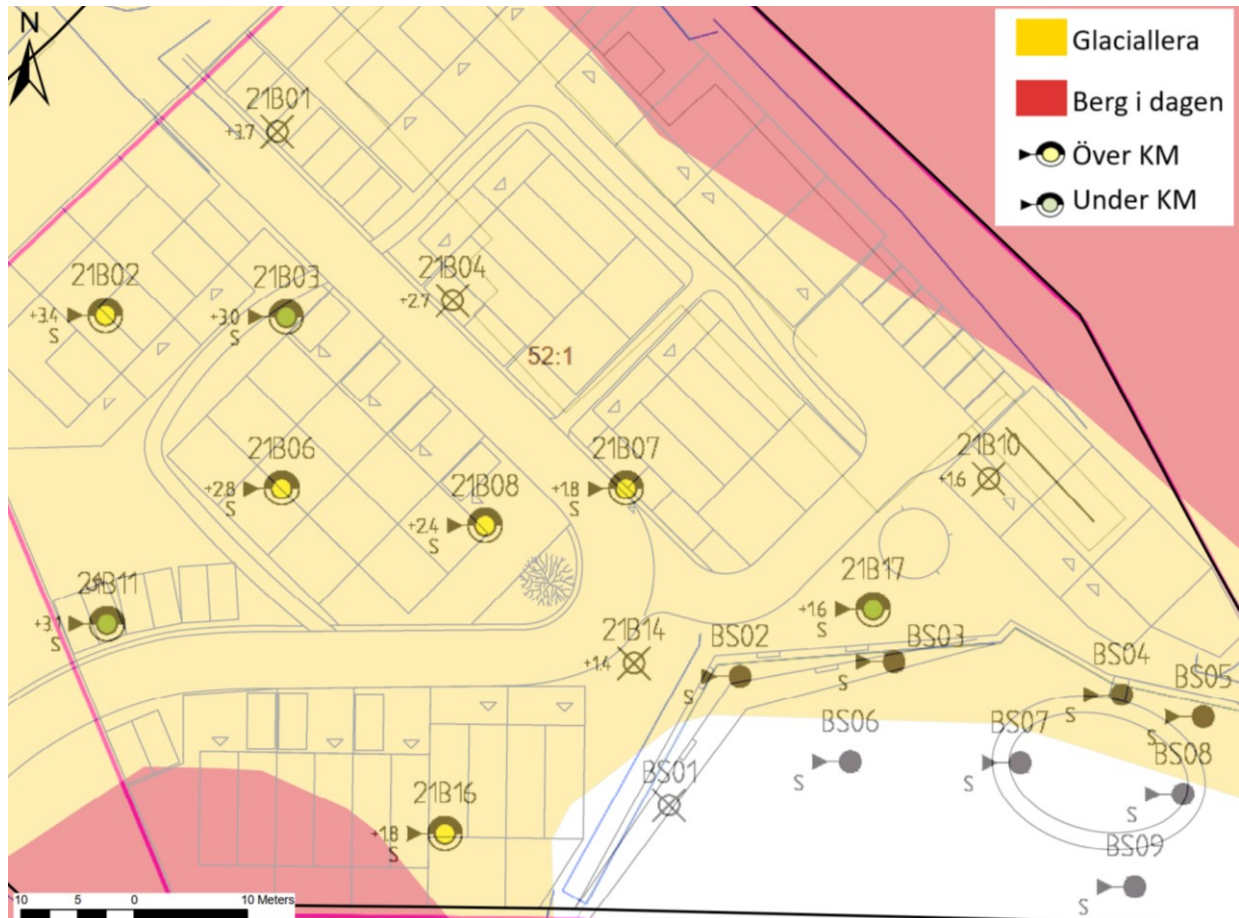 N
Glaciallera
Berg i dagen
Över KM
Under KM
21B01
+3.7
21B02
+3.4
S
21B03
+3.0
S
21B04
+2.7
52:1
21B06
+2.8
S
21B08
+2.4
S
21B07
+1.8
S
21B10
+1.6
21B11
+3.1
S
21B17
+1.6
S
21B14
+1.4
BS02
S
BS03
S
BS04
S
BS05
S
BS06
S
BS07
S
BS08
S
BS01
21B16
+1.8
S
BS09
S
10 5 0 10 Meters